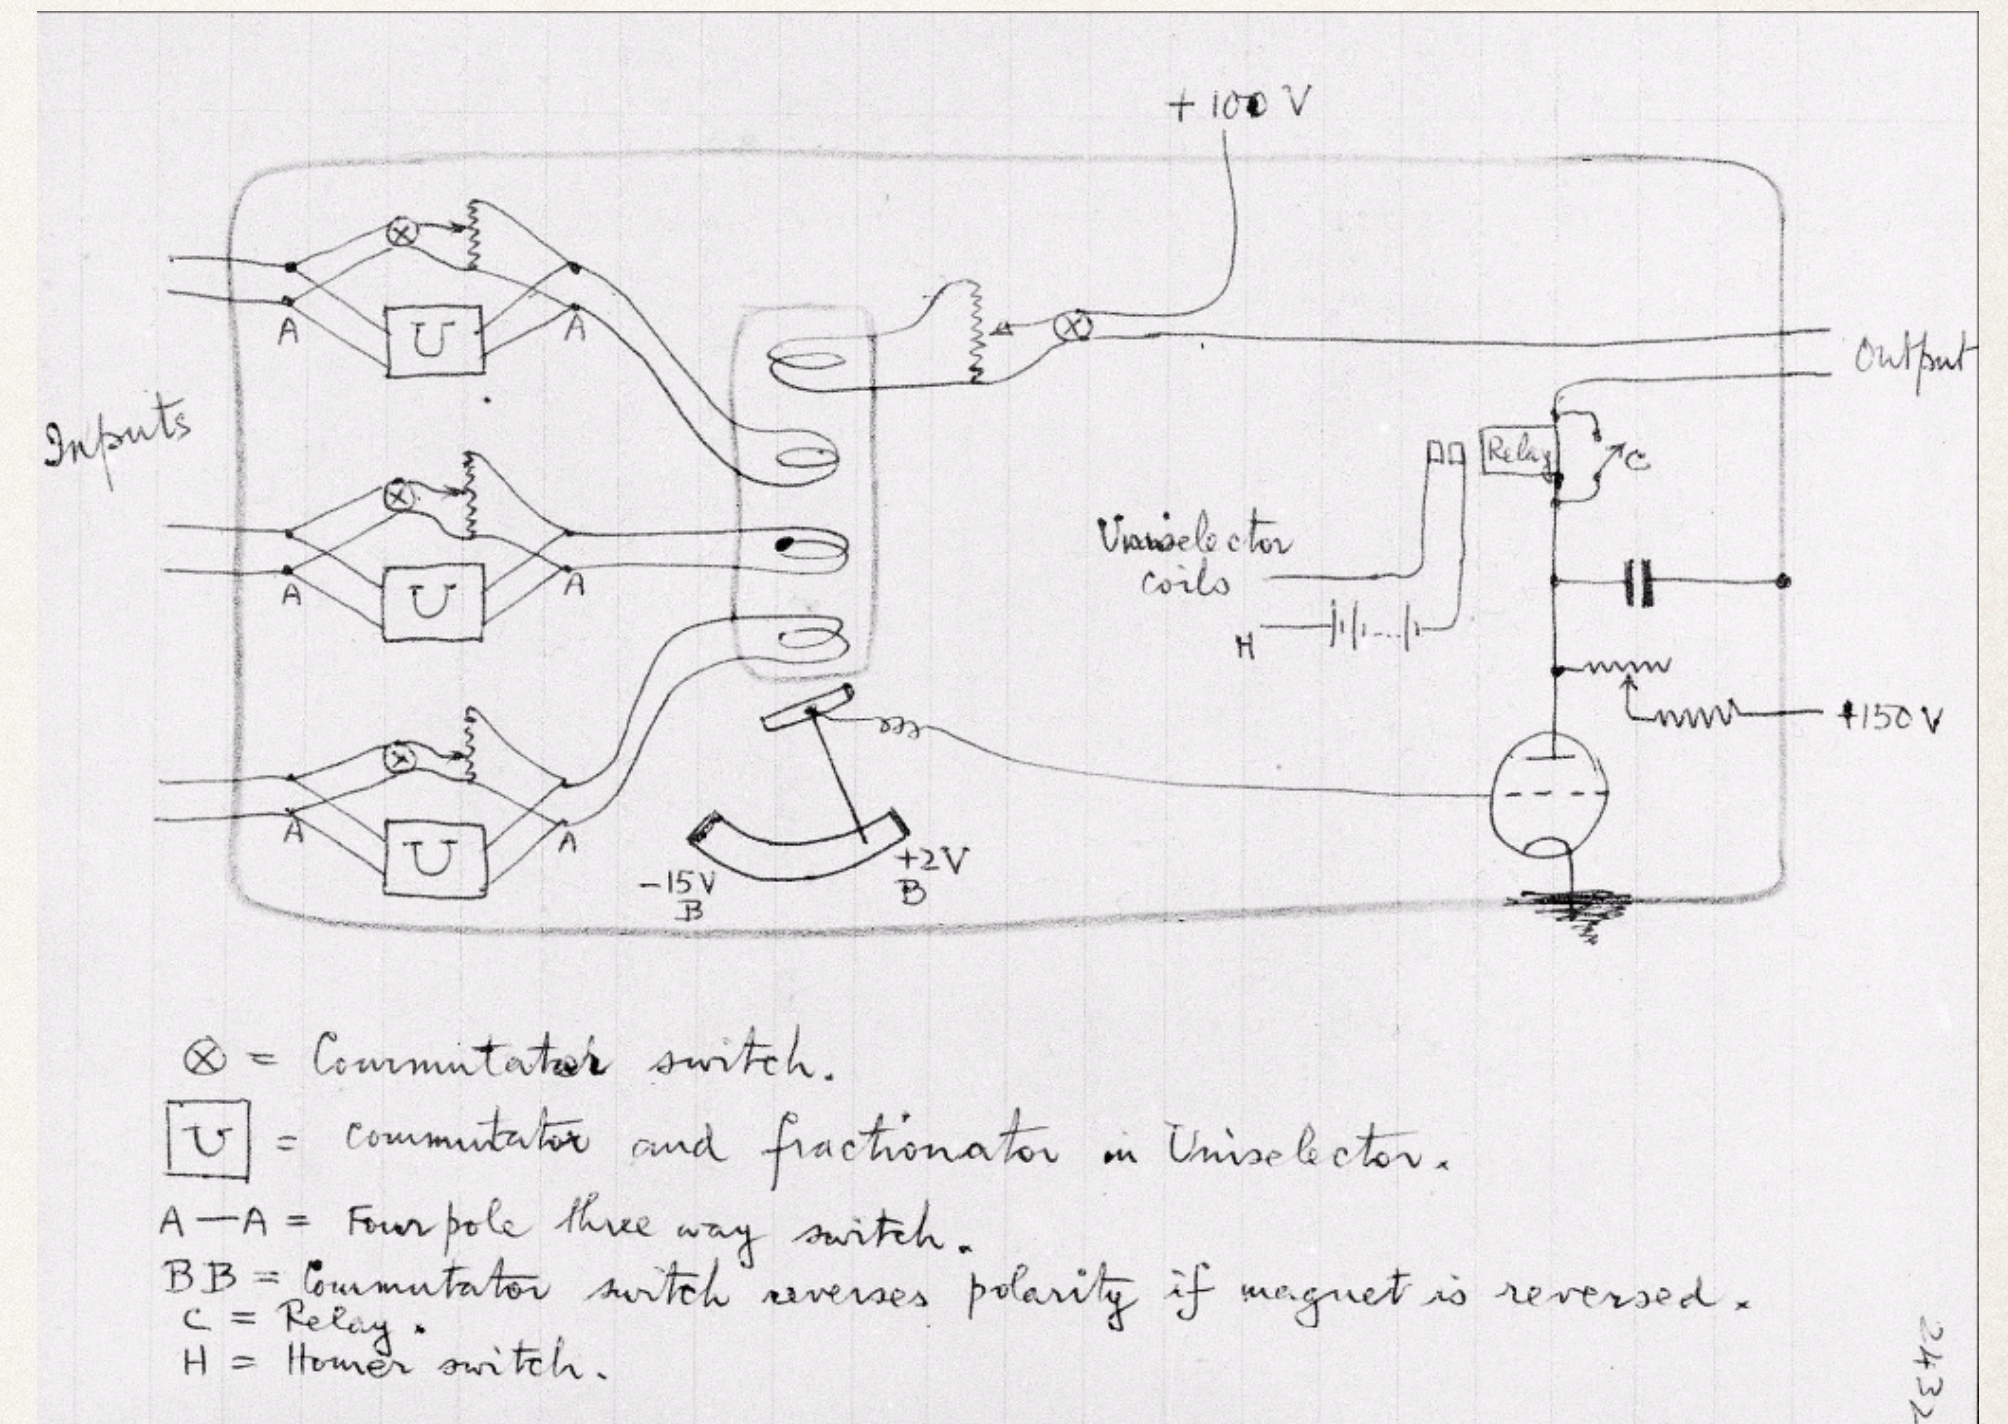 + 100 V
A
U
A
Output
Inputs
Relay
C
Uniselector
coils
A
U
A
H
+150 V
A
U
A
-15V
B
+2V
B
⊗ = Commutator switch.
U = commutator and fractionator in Uniselector.
A — A = Four pole three way switch.
B B = Commutator switch reverses polarity if magnet is reversed.
C = Relay.
H = Homer switch.
2432